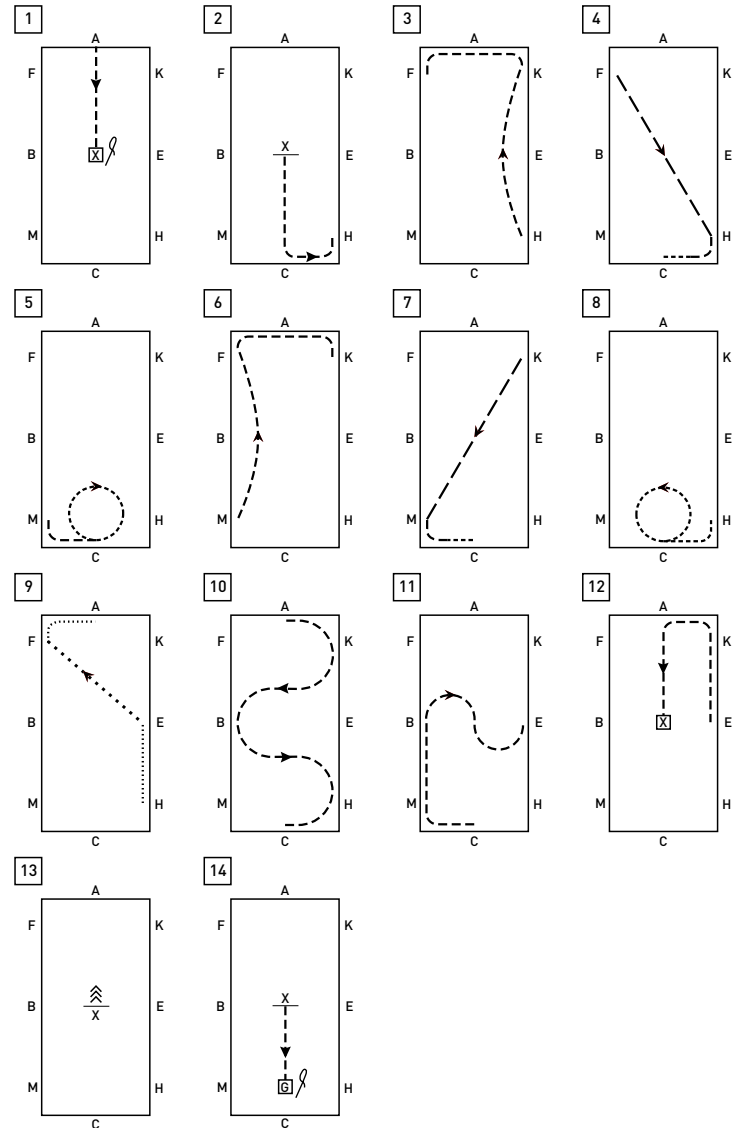 1 2 3 4
A A A A
F K F K F K F K
B X E B X E B E B E
M H M H M H M H
C C C C
5 6 7 8
A A A A
F K F K F K F K
B E B E B E B E
M H M H M H M H
C C C C
9 10 11 12
A A A A
F K F K F K F K
B E B E B E B X E
M H M H M H M H
C C C C
13 14
A A
F K F K
X
B E B E
X
M H M G H
C C